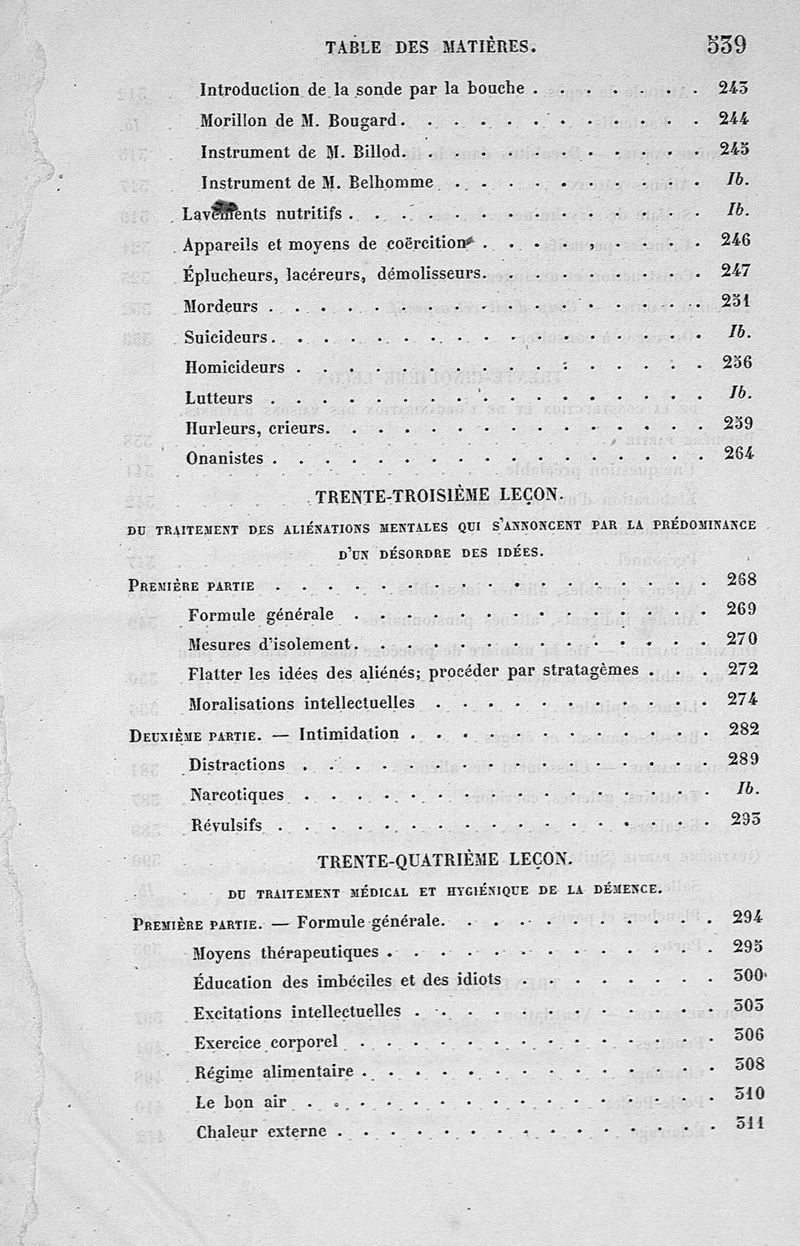 TABLE DES MATIÈRES. 539
Introduction de la sonde par la bouche . . . . . . . 243
Morillon de M. Bougard. . . . . . . . . . . . 244
Instrument de M. Billod. . . . . . . . . . . . 245
Instrument de M. Belhomme . . . . . . . . . . Ib.
Lavements nutritifs . . . . . . . . . . . . . . Ib.
Appareils et moyens de coërcition . . . . . . . . . 246
Éplucheurs, lacéreurs, démolisseurs. . . . . . . . . 247
Mordeurs . . . . . . . . . . . . . . . . . 251
Suicideurs. . . . . . . . . . . . . . . . . Ib.
Homicideurs . . . . . . . . . . . . . . . . 256
Lutteurs . . . . . . . . . . . . . . . . . Ib.
Hurleurs, crieurs. . . . . . . . . . . . . . . 259
Onanistes . . . . . . . . . . . . . . . . . 264
TRENTE-TROISIÈME LEÇON.
DU TRAITEMENT DES ALIÉNATIONS MENTALES QUI S'ANNONCENT PAR LA PRÉDOMINANCE
D'UN DÉSORDRE DES IDÉES.
PREMIÈRE PARTIE . . . . . . . . . . . . . . . . . 268
Formule générale . . . . . . . . . . . . . . 269
Mesures d'isolement. . . . . . . . . . . . . . 270
Flatter les idées des aliénés; procéder par stratagèmes . . . 272
Moralisations intellectuelles . . . . . . . . . . . 274
DEUXIÈME PARTIE. — Intimidation . . . . . . . . . . . . 282
Distractions . . . . . . . . . . . . . . . . 289
Narcotiques . . . . . . . . . . . . . . . . Ib.
Révulsifs . . . . . . . . . . . . . . . . . 293
TRENTE-QUATRIÈME LEÇON.
DU TRAITEMENT MÉDICAL ET HYGIÉNIQUE DE LA DÉMENCE.
PREMIÈRE PARTIE. — Formule générale. . . . . . . . . . . 294
Moyens thérapeutiques . . . . . . . . . . . . . 295
Éducation des imbéciles et des idiots . . . . . . . . 300
Excitations intellectuelles . . . . . . . . . . . . 303
Exercice corporel . . . . . . . . . . . . . . 306
Régime alimentaire . . . . . . . . . . . . . . 308
Le bon air . . . . . . . . . . . . . . . . 310
Chaleur externe . . . . . . . . . . . . . . . 311